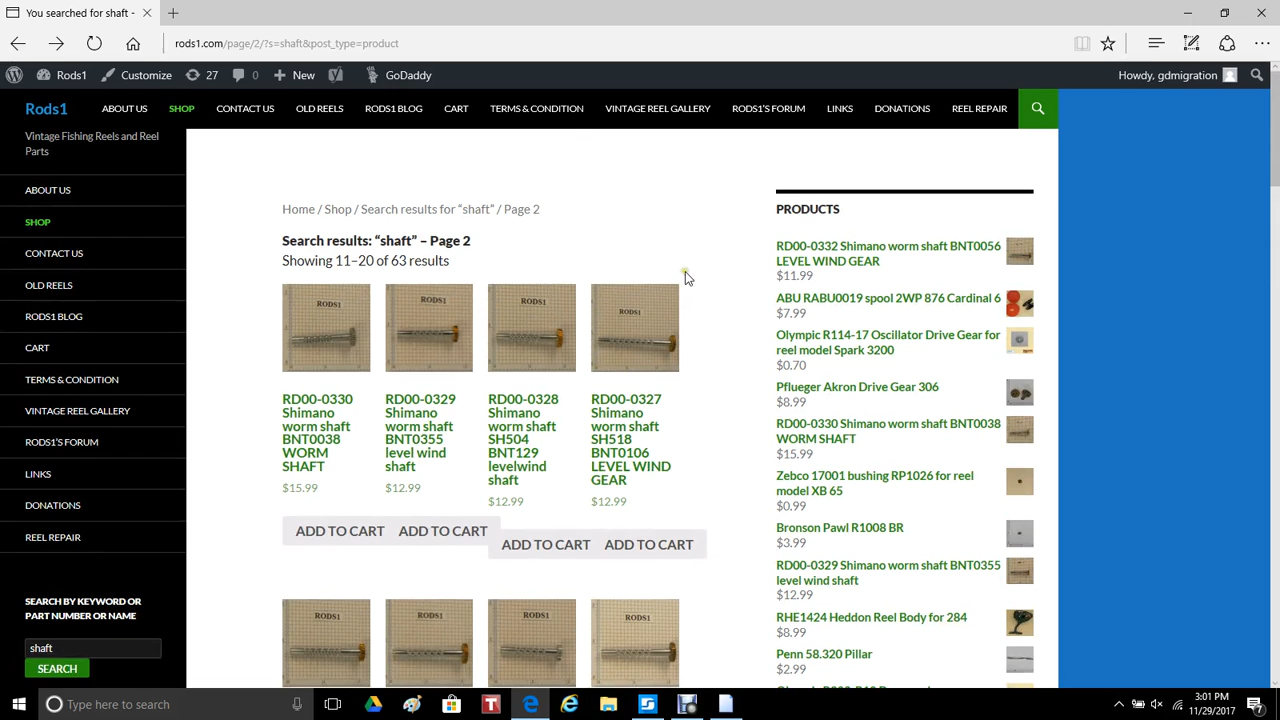 You searched for shaft -
rods1.com/page/2/?s=shaft&post_type=product
Rods1
Customize
27
0
New
GoDaddy
Howdy, gdmigration
Rods1
ABOUT US
SHOP
CONTACT US
OLD REELS
RODS1 BLOG
CART
TERMS & CONDITION
VINTAGE REEL GALLERY
RODS1'S FORUM
LINKS
DONATIONS
REEL REPAIR
Vintage Fishing Reels and Reel
Parts
ABOUT US
SHOP
CONTACT US
OLD REELS
RODS1 BLOG
CART
TERMS & CONDITION
VINTAGE REEL GALLERY
RODS1'S FORUM
LINKS
DONATIONS
REEL REPAIR
SEARCH BY KEYWORD OR
PART NUMBER OR NAME
shaft
SEARCH
Home / Shop / Search results for “shaft” / Page 2
Search results: “shaft” – Page 2
Showing 11–20 of 63 results
RODS1
RODS1
RODS1
RODS1
RD00-0330
Shimano
worm shaft
BNT0038
WORM
SHAFT
$15.99
ADD TO CART
RD00-0329
Shimano
worm shaft
BNT0355
level wind
shaft
$12.99
ADD TO CART
RD00-0328
Shimano
worm shaft
SH504
BNT129
levelwind
shaft
$12.99
ADD TO CART
RD00-0327
Shimano
worm shaft
SH518
BNT0106
LEVEL WIND
GEAR
$12.99
ADD TO CART
RODS1
RODS1
RODS1
RODS1
PRODUCTS
RD00-0332 Shimano worm shaft BNT0056
LEVEL WIND GEAR
$11.99
ABU RABU0019 spool 2WP 876 Cardinal 6
$7.99
Olympic R114-17 Oscillator Drive Gear for
reel model Spark 3200
$0.70
Pflueger Akron Drive Gear 306
$8.99
RD00-0330 Shimano worm shaft BNT0038
WORM SHAFT
$15.99
Zebco 17001 bushing RP1026 for reel
model XB 65
$0.99
Bronson Pawl R1008 BR
$3.99
RD00-0329 Shimano worm shaft BNT0355
level wind shaft
$12.99
RHE1424 Heddon Reel Body for 284
$8.99
Penn 58.320 Pillar
$2.99
Type here to search
3:01 PM
11/29/2017